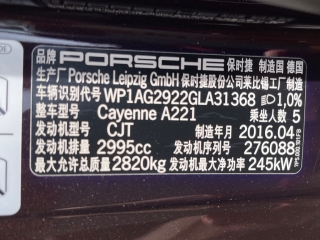 品牌 PORSCHE 保时捷 制造国 德国
生产厂 Porsche Leipzig GmbH 保时捷股份公司莱比锡工厂制造
车辆识别代号 WP1AG2922GLA31368 1,0%
整车型号 Cayenne A221 乘坐人数 5
发动机型号 CJT 制造年月 2016.04
发动机排量 2995cc 发动机序列号 276088
最大允许总质量 2820kg 发动机最大净功率 245kW